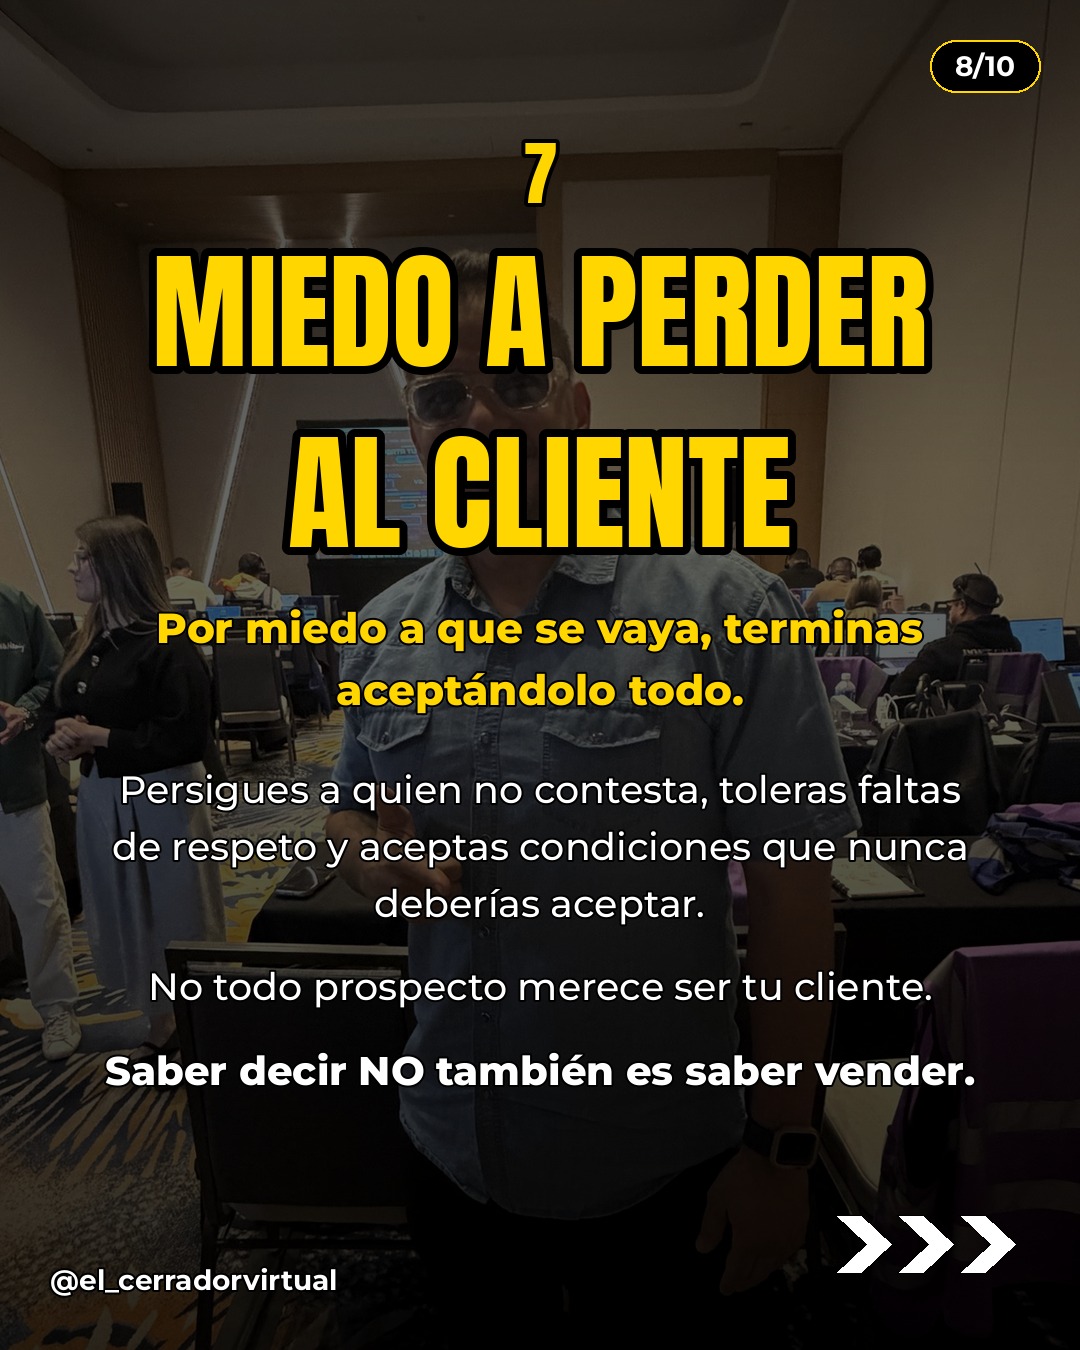 8/10
7
MIEDO A PERDER
AL CLIENTE
Por miedo a que se vaya, terminas
aceptándolo todo.
Persigues a quien no contesta, toleras faltas
de respeto y aceptas condiciones que nunca
deberías aceptar.
No todo prospecto merece ser tu cliente.
Saber decir NO también es saber vender.
@el_cerradorvirtual